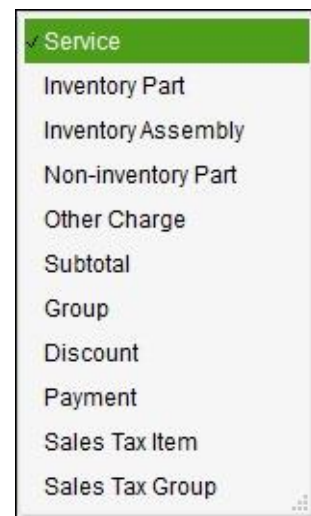 Service
Inventory Part
Inventory Assembly
Non-inventory Part
Other Charge
Subtotal
Group
Discount
Payment
Sales Tax Item
Sales Tax Group